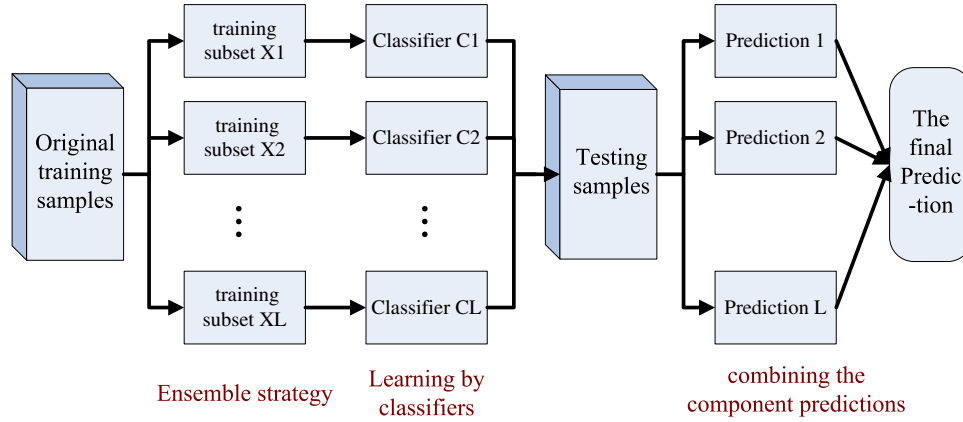 Original
training
samples
training
subset X1
training
subset X2
training
subset XL
Classifier C1
Classifier C2
Classifier CL
Testing
samples
Prediction 1
Prediction 2
Prediction L
The
final
Predic
-tion
Ensemble strategy
Learning by
classifiers
combining the
component predictions